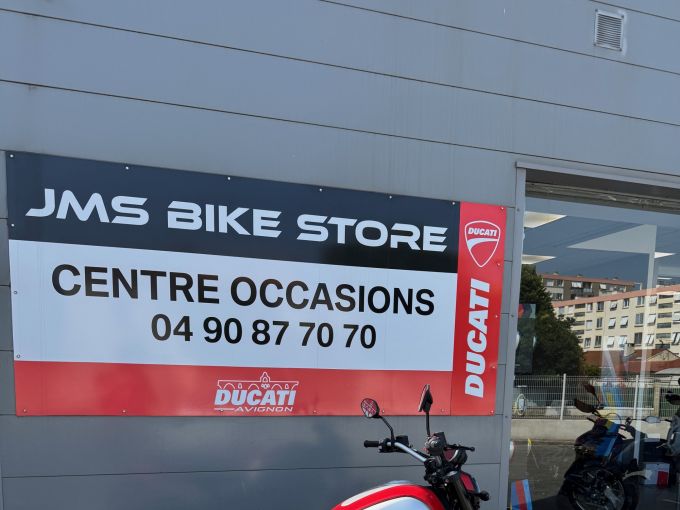 JMS BIKE STORE
CENTRE OCCASIONS
04 90 87 70 70
DUCATI
AVIGNON
DUCATI
DUCATI